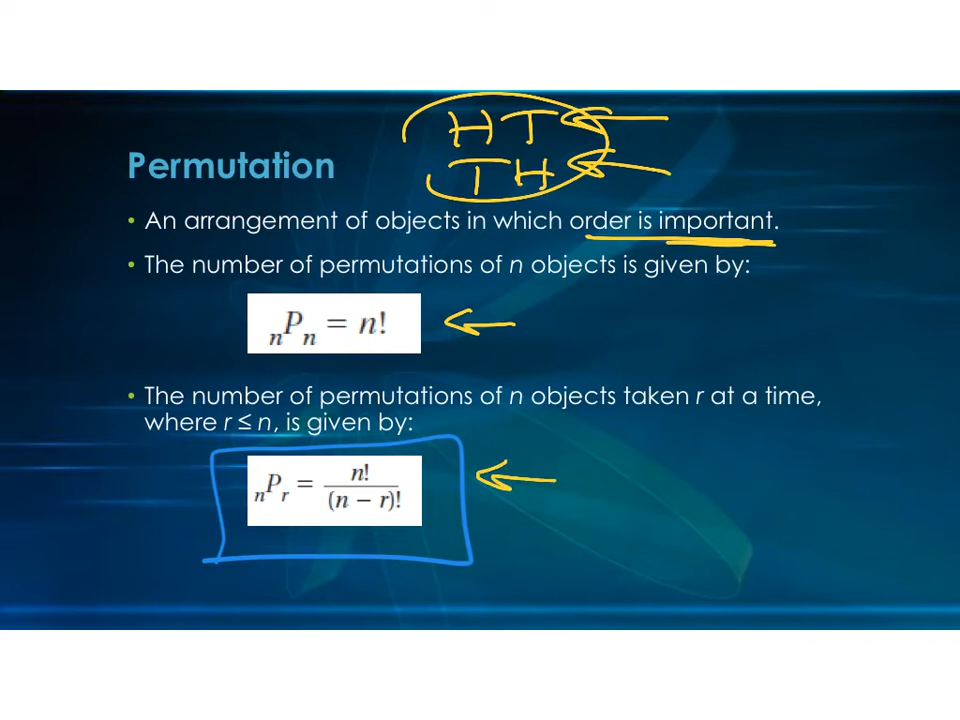 HT
TH
Permutation
• An arrangement of objects in which order is important.
• The number of permutations of n objects is given by:
nPn = n!
• The number of permutations of n objects taken r at a time,
where r ≤ n, is given by:
nPr = n! / (n − r)!